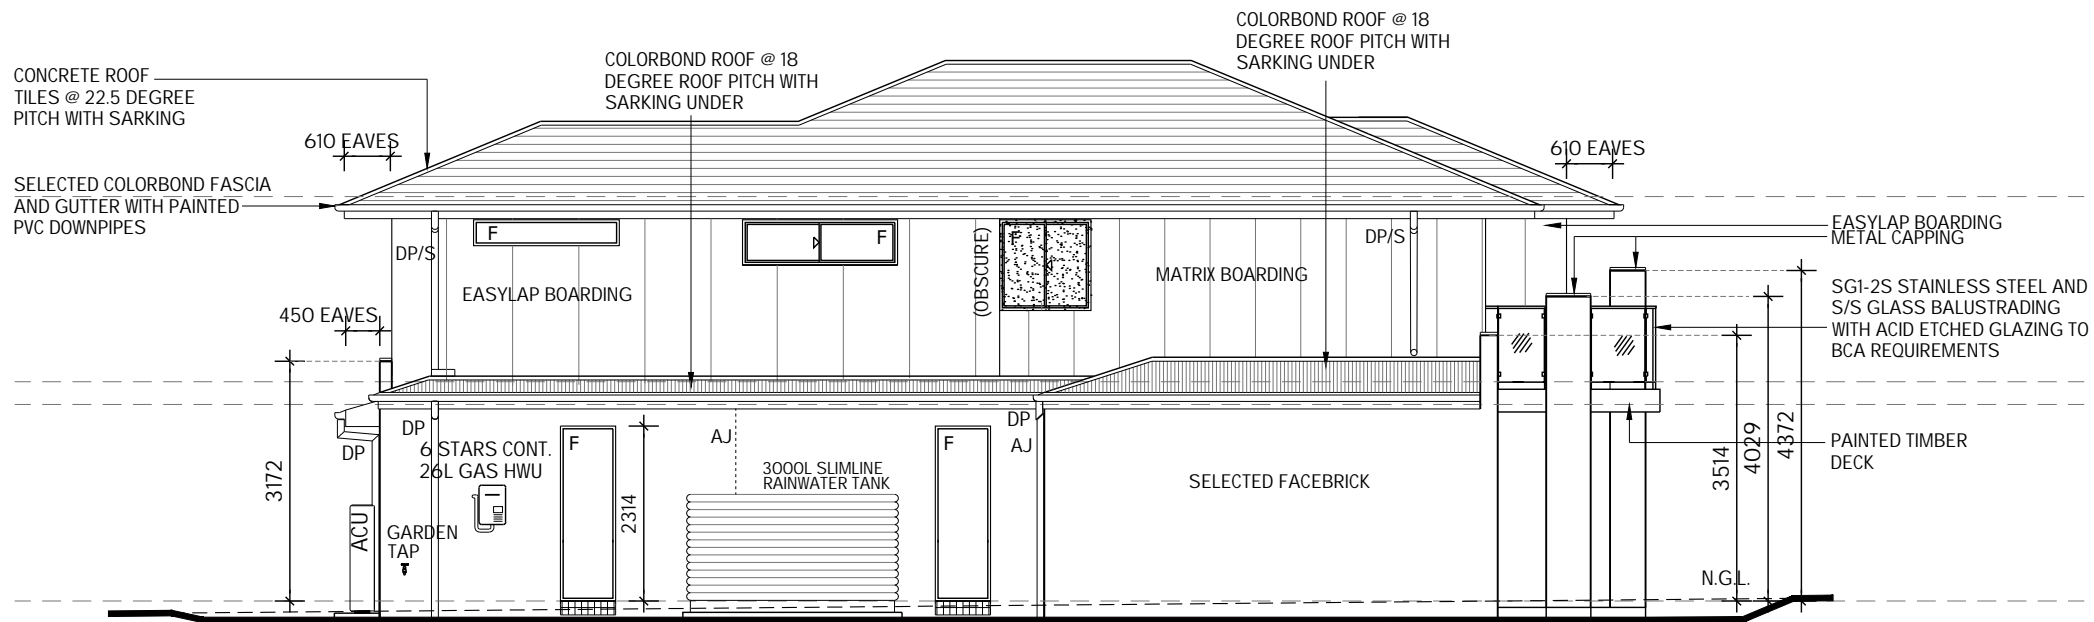 COLORBOND ROOF @ 18
DEGREE ROOF PITCH WITH
SARKING UNDER
COLORBOND ROOF @ 18
DEGREE ROOF PITCH WITH
SARKING UNDER
CONCRETE ROOF
TILES @ 22.5 DEGREE
PITCH WITH SARKING
610 EAVES
610 EAVES
SELECTED COLORBOND FASCIA
AND GUTTER WITH PAINTED
PVC DOWNPIPES
EASYLAP BOARDING
METAL CAPPING
F
F
F
DP/S
DP/S
(OBSCURE)
EASYLAP BOARDING
MATRIX BOARDING
SG1-2S STAINLESS STEEL AND
S/S GLASS BALUSTRADING
WITH ACID ETCHED GLAZING TO
BCA REQUIREMENTS
450 EAVES
DP
DP
DP
AJ
AJ
F
F
6 STARS CONT.
26L GAS HWU
3000L SLIMLINE
RAINWATER TANK
SELECTED FACEBRICK
PAINTED TIMBER
DECK
3172
2314
3514
4029
4372
ACU
GARDEN
TAP
N.G.L.